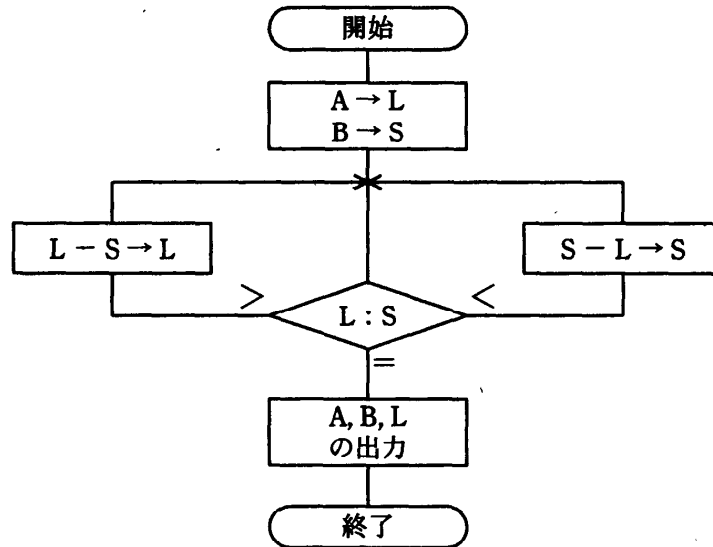 開始
A → L
B → S
L − S → L
S − L → S
>
L : S
<
=
A, B, L
の出力
終了